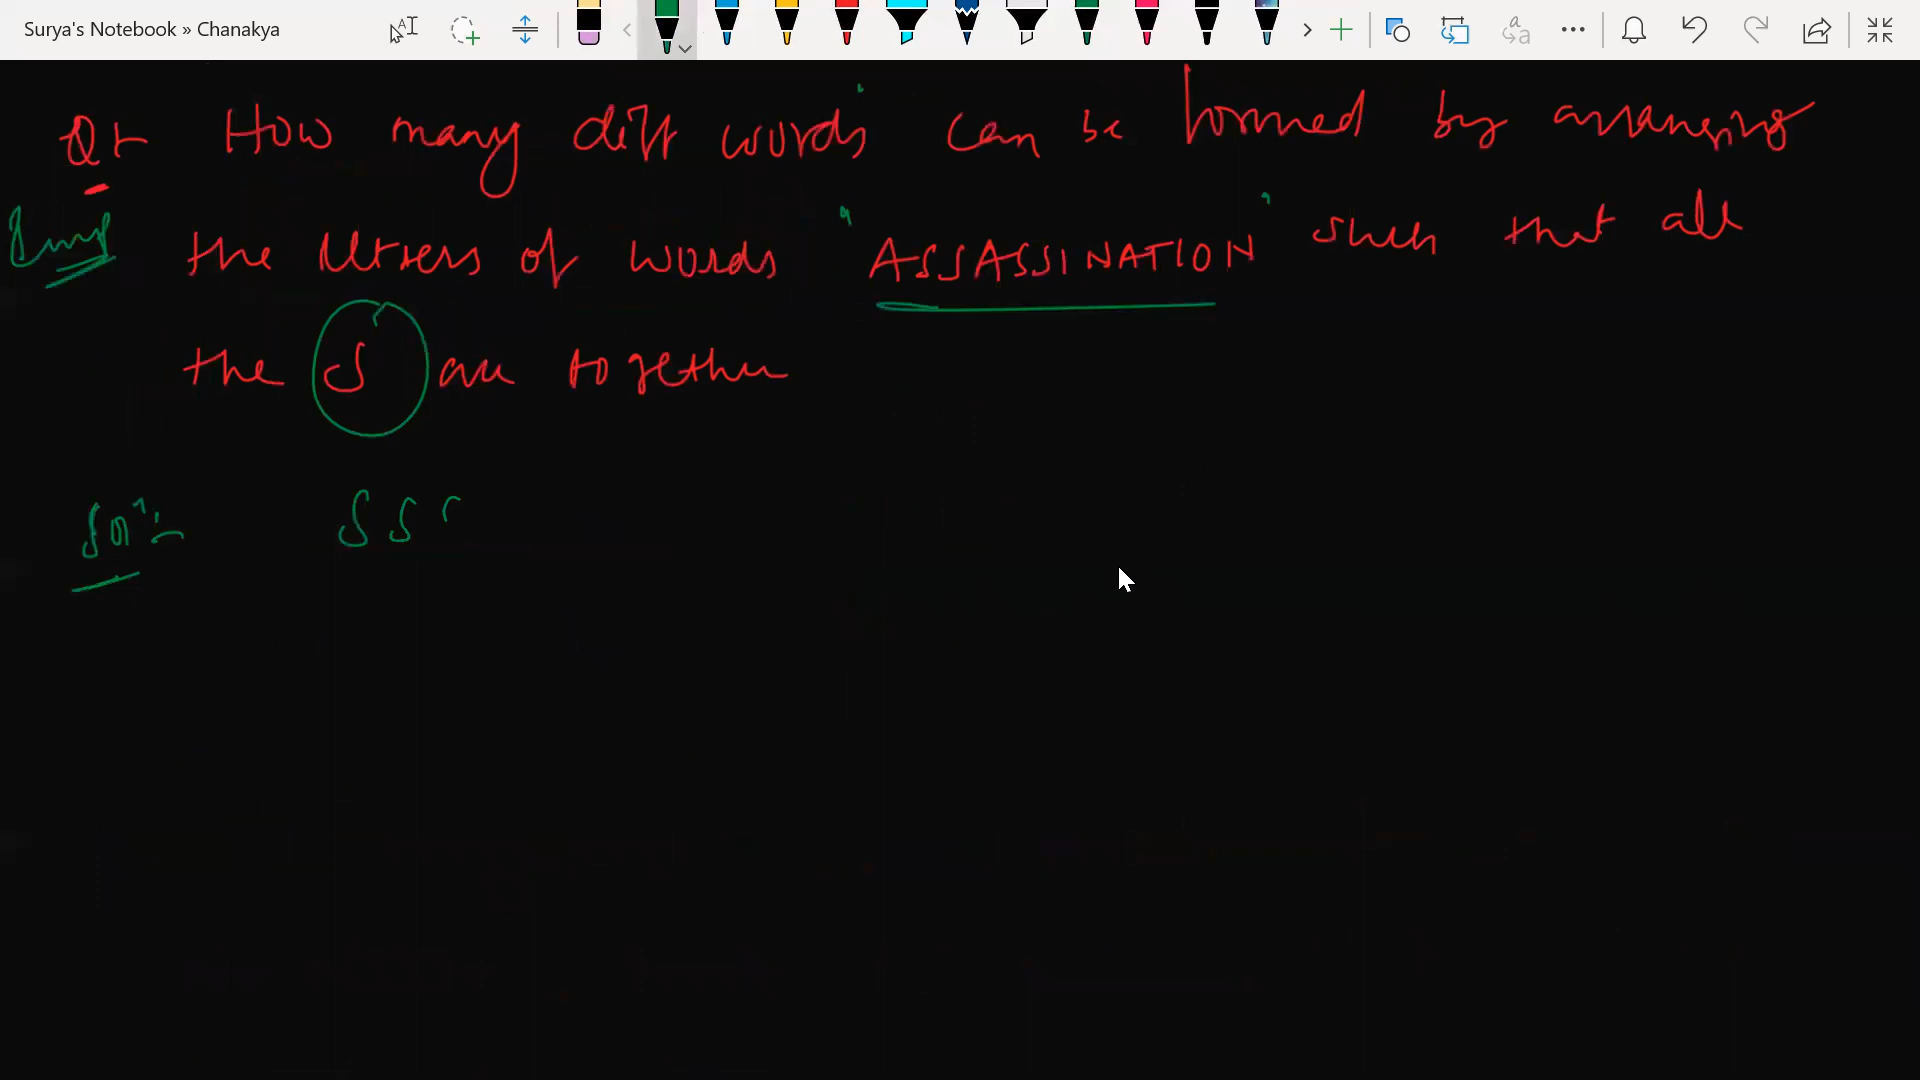 Surya's Notebook » Chanakya
Q:- How many diff words can be formed by arranging
Imp the letters of words "ASSASSINATION" such that all
the S are together
Soln:- S S